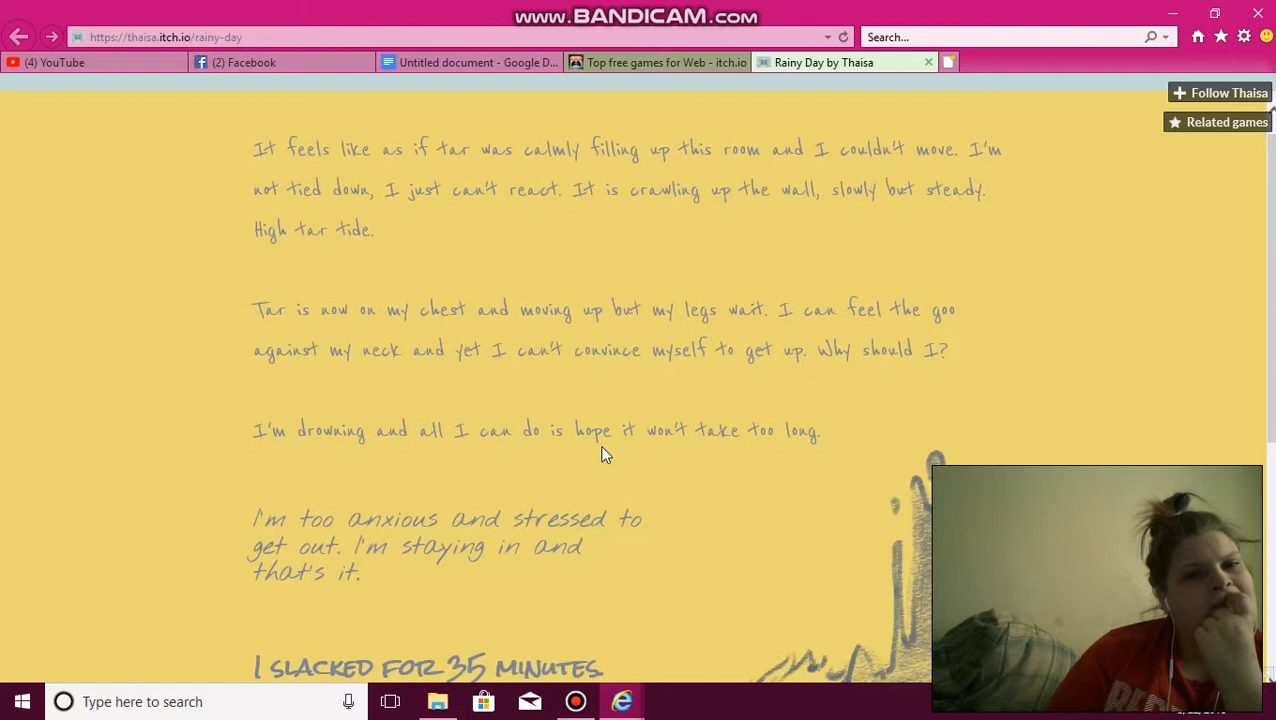 WWW.BANDICAM.COM
https://thaisa.itch.io/rainy-day
Search...
(4) YouTube
(2) Facebook
Untitled document - Google D...
Top free games for Web - itch.io
Rainy Day by Thaisa
Follow Thaisa
Related games
It feels like as if tar was calmly filling up this room and I couldn't move. I'm
not tied down, I just can't react. It is crawling up the wall, slowly but steady.
High tar tide.
Tar is now on my chest and moving up but my legs wait. I can feel the goo
against my neck and yet I can't convince myself to get up. Why should I?
I'm drowning and all I can do is hope it won't take too long.
I'm too anxious and stressed to
get out. I'm staying in and
that's it.
I SLACKED FOR 35 MINUTES
Type here to search